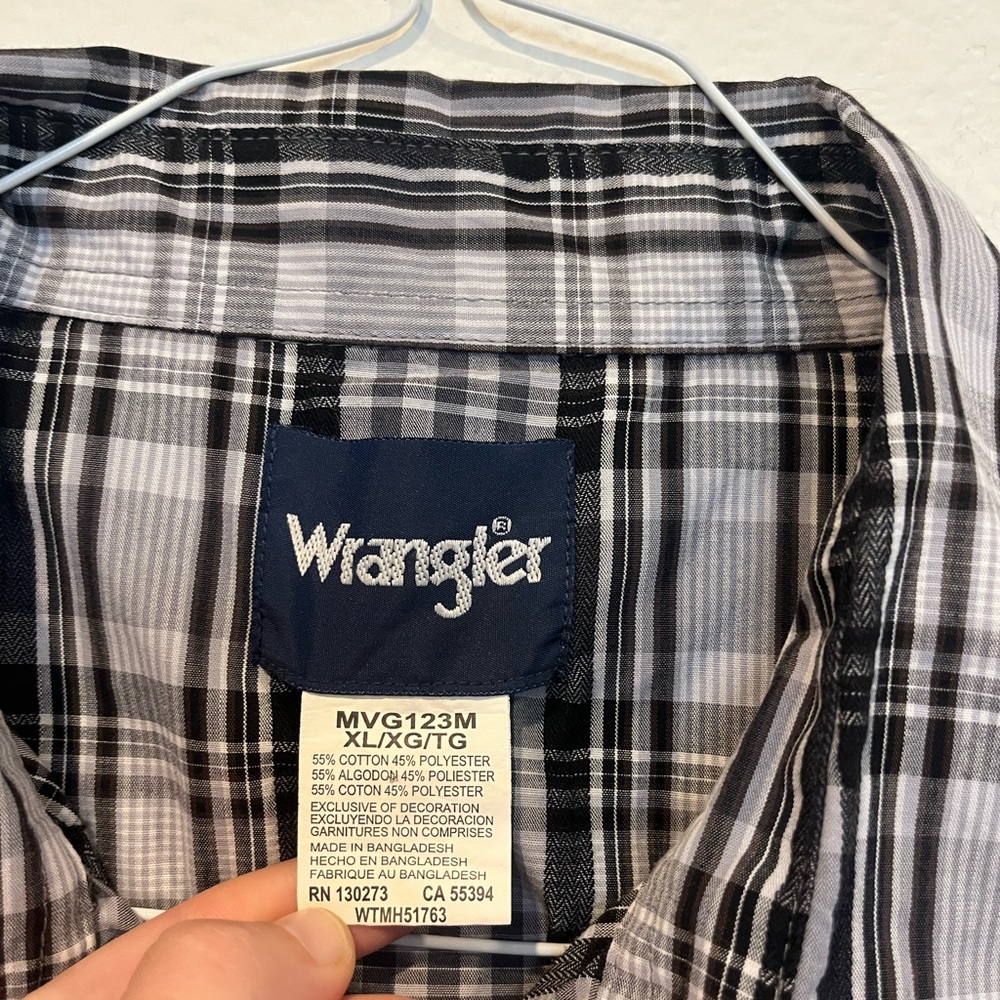 Wrangler®
MVG123M
XL/XG/TG
55% COTTON 45% POLYESTER
55% ALGODON 45% POLIESTER
55% COTON 45% POLYESTER
EXCLUSIVE OF DECORATION
EXCLUYENDO LA DECORACION
GARNITURES NON COMPRISES
MADE IN BANGLADESH
HECHO EN BANGLADESH
FABRIQUE AU BANGLADESH
RN 130273 CA 55394
WTMH51763